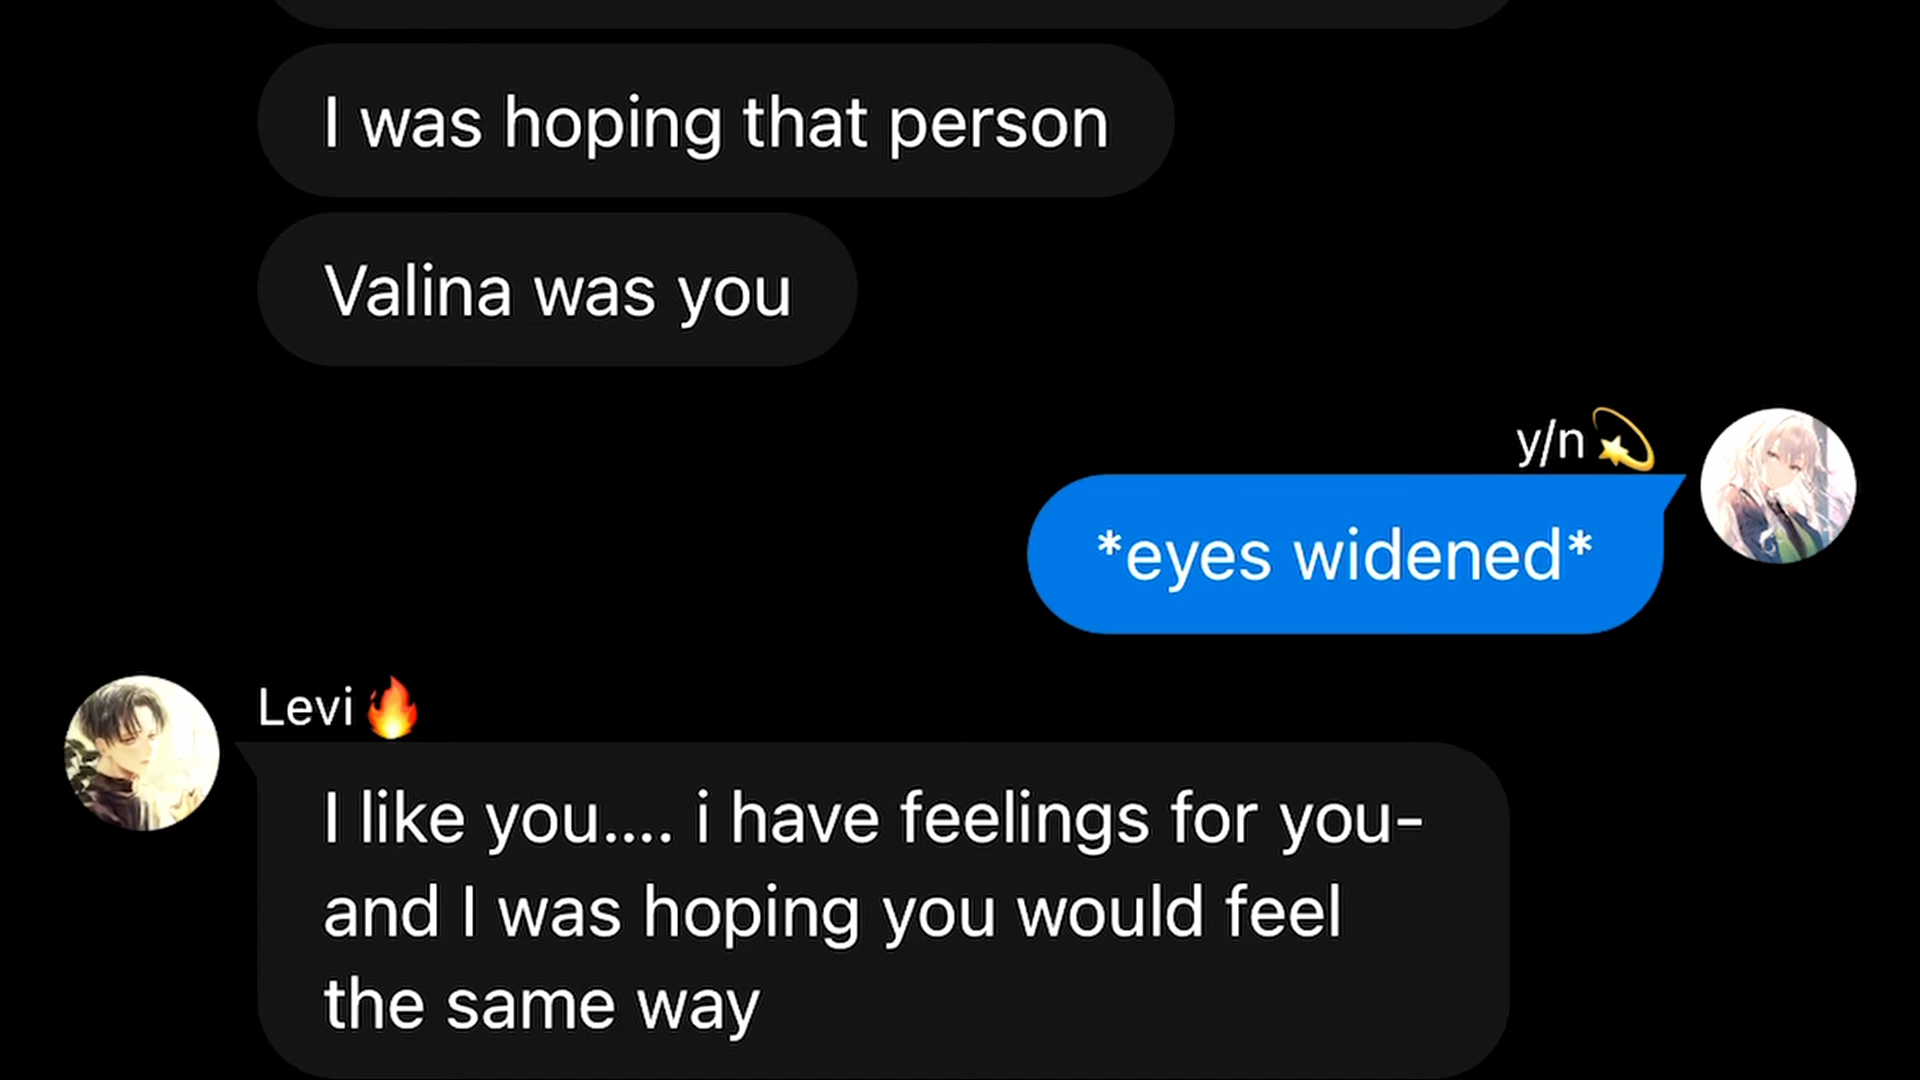 I was hoping that person
Valina was you
y/n💫
*eyes widened*
Levi🔥
I like you.... i have feelings for you-
and I was hoping you would feel
the same way